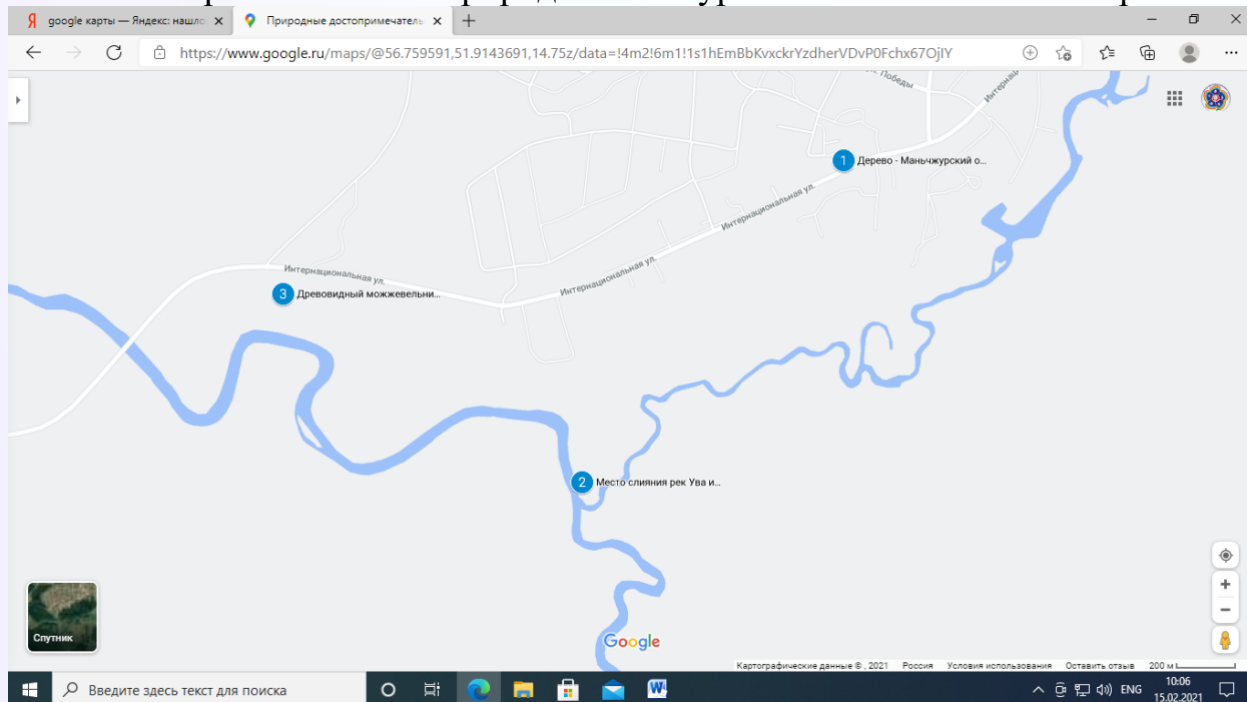 google карты — Яндекс: нашло
Природные достопримечатель
https://www.google.ru/maps/@56.759591,51.9143691,14.75z/data=!4m2!6m1!1s1hEmBbKvxckrYzdherVDvP0Fchx67OjIY
Победы
1 Дерево - Маньчжурский о...
Интернациональная ул.
Интернациональная ул.
Интернациональная ул.
3 Древовидный можжевельни...
2 Место слияния рек Ува и...
Спутник
Google
Картографические данные © , 2021 Россия Условия использования Оставить отзыв 200 м
Введите здесь текст для поиска
ENG
10:06
15.02.2021